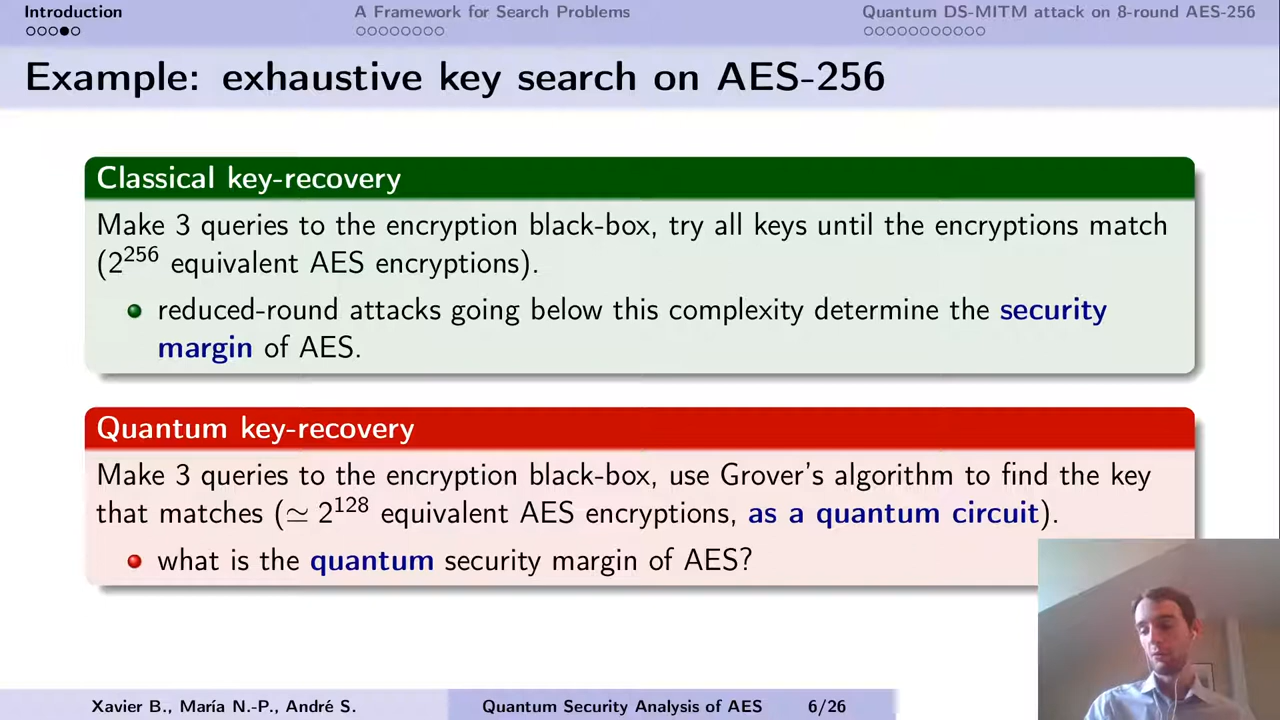 Introduction
A Framework for Search Problems
Quantum DS-MITM attack on 8-round AES-256
Example: exhaustive key search on AES-256
Classical key-recovery
Make 3 queries to the encryption black-box, try all keys until the encryptions match
(2^256 equivalent AES encryptions).
reduced-round attacks going below this complexity determine the security
margin of AES.
Quantum key-recovery
Make 3 queries to the encryption black-box, use Grover's algorithm to find the key
that matches (≃ 2^128 equivalent AES encryptions, as a quantum circuit).
what is the quantum security margin of AES?
Xavier B., María N.-P., André S.
Quantum Security Analysis of AES
6/26